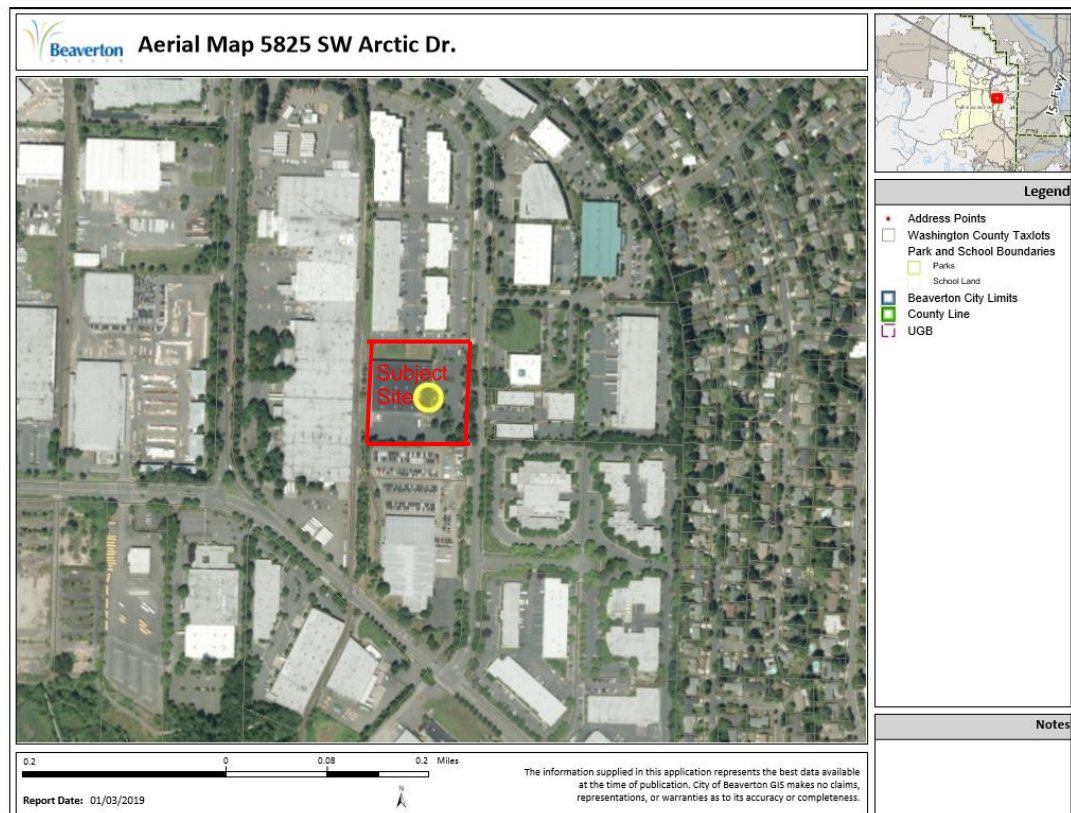 Beaverton
OREGON
Aerial Map 5825 SW Arctic Dr.
I5 Fwy
Legend
Address Points
Washington County Taxlots
Park and School Boundaries
Parks
School Land
Beaverton City Limits
County Line
UGB
Subject
Site
Notes
0.2 0 0.08 0.2 Miles
Report Date: 01/03/2019
N
The information supplied in this application represents the best data available
at the time of publication. City of Beaverton GIS makes no claims,
representations, or warranties as to its accuracy or completeness.